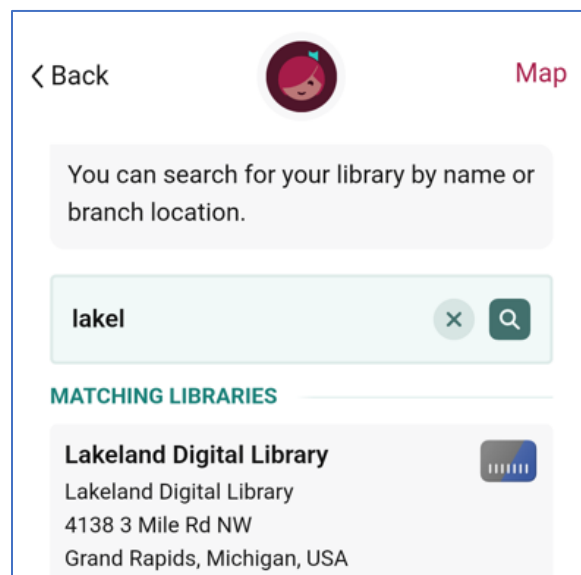 Back
Map
You can search for your library by name or
branch location.
lakel
MATCHING LIBRARIES
Lakeland Digital Library
Lakeland Digital Library
4138 3 Mile Rd NW
Grand Rapids, Michigan, USA